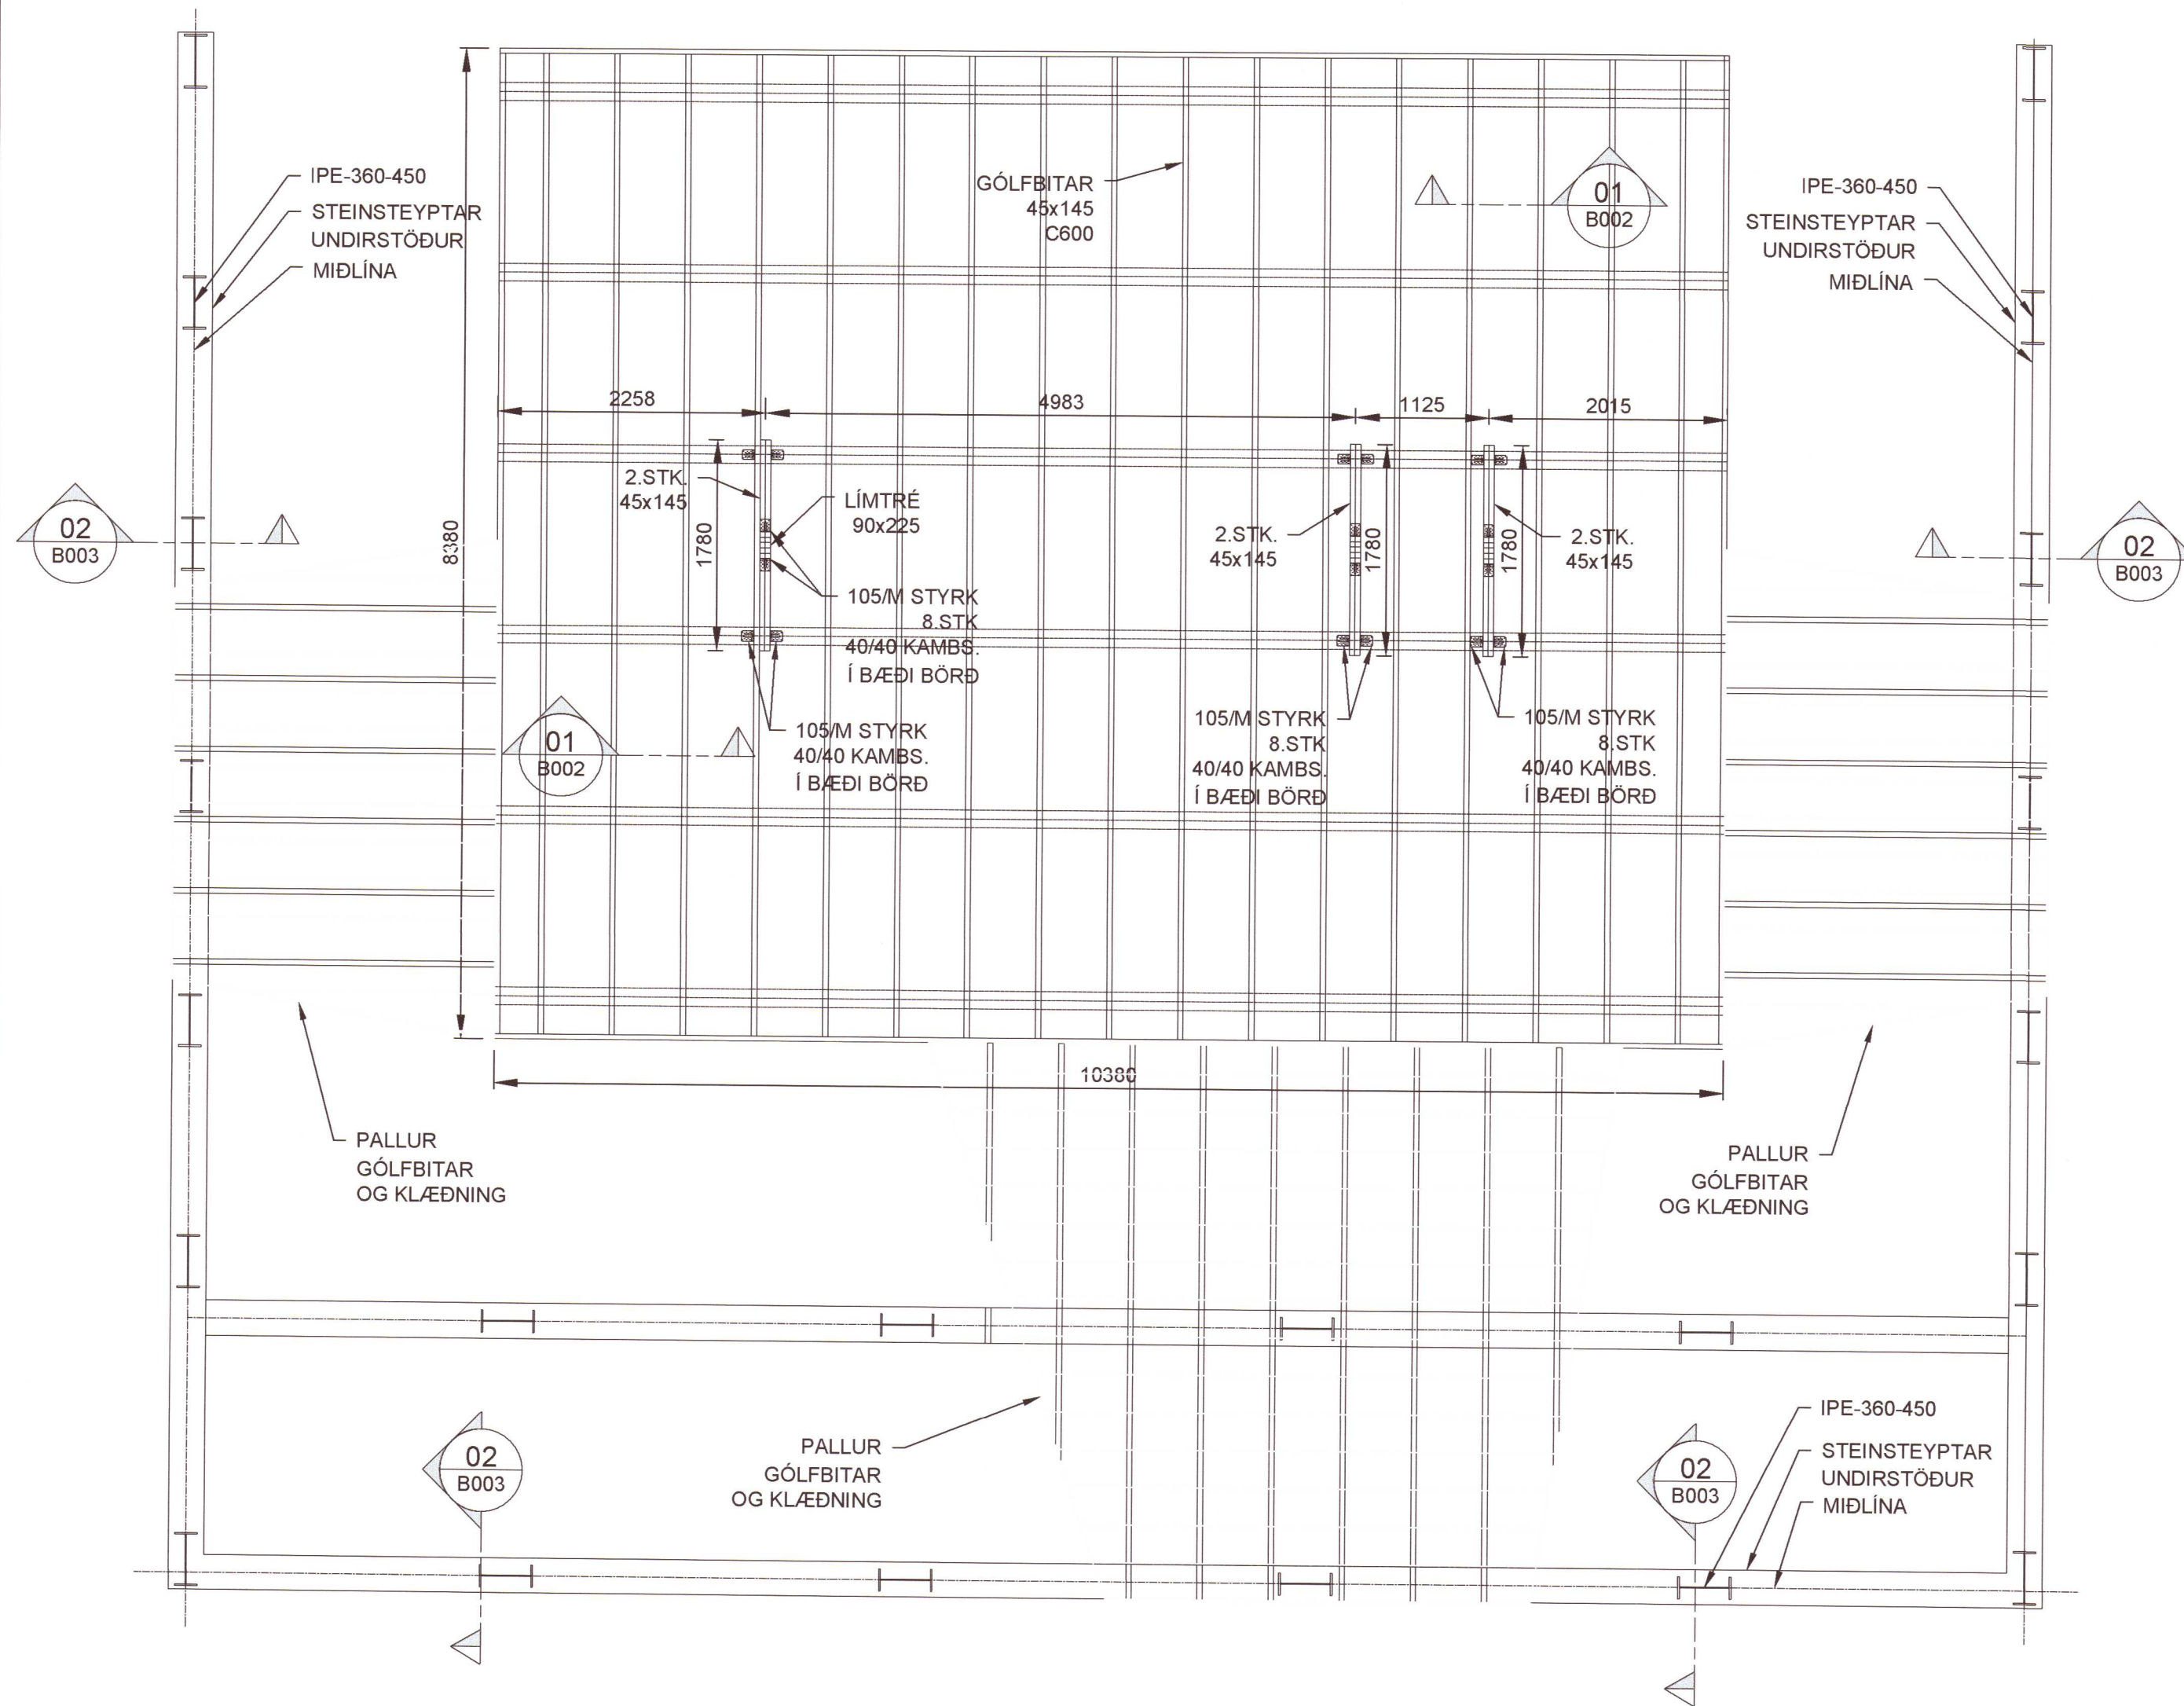 IPE-360-450
STEINSTEYPTAR
UNDIRSTÖÐUR
MIÐLÍNA
GÓLFBITAR
45x145
C600
01
B002
IPE-360-450
STEINSTEYPTAR
UNDIRSTÖÐUR
MIÐLÍNA
2258
4983
1125
2015
02
B003
8380
2.STK.
45x145
1780
LÍMTRÉ
90x225
2.STK.
45x145
1780
1780
2.STK.
45x145
02
B003
105/M STYRK
8.STK
40/40 KAMBS.
Í BÆÐI BÖRÐ
01
B002
105/M STYRK
40/40 KAMBS.
Í BÆÐI BÖRÐ
105/M STYRK
8.STK
40/40 KAMBS.
Í BÆÐI BÖRÐ
105/M STYRK
8.STK
40/40 KAMBS.
Í BÆÐI BÖRÐ
10380
PALLUR
GÓLFBITAR
OG KLÆÐNING
PALLUR
GÓLFBITAR
OG KLÆÐNING
02
B003
PALLUR
GÓLFBITAR
OG KLÆÐNING
02
B003
IPE-360-450
STEINSTEYPTAR
UNDIRSTÖÐUR
MIÐLÍNA